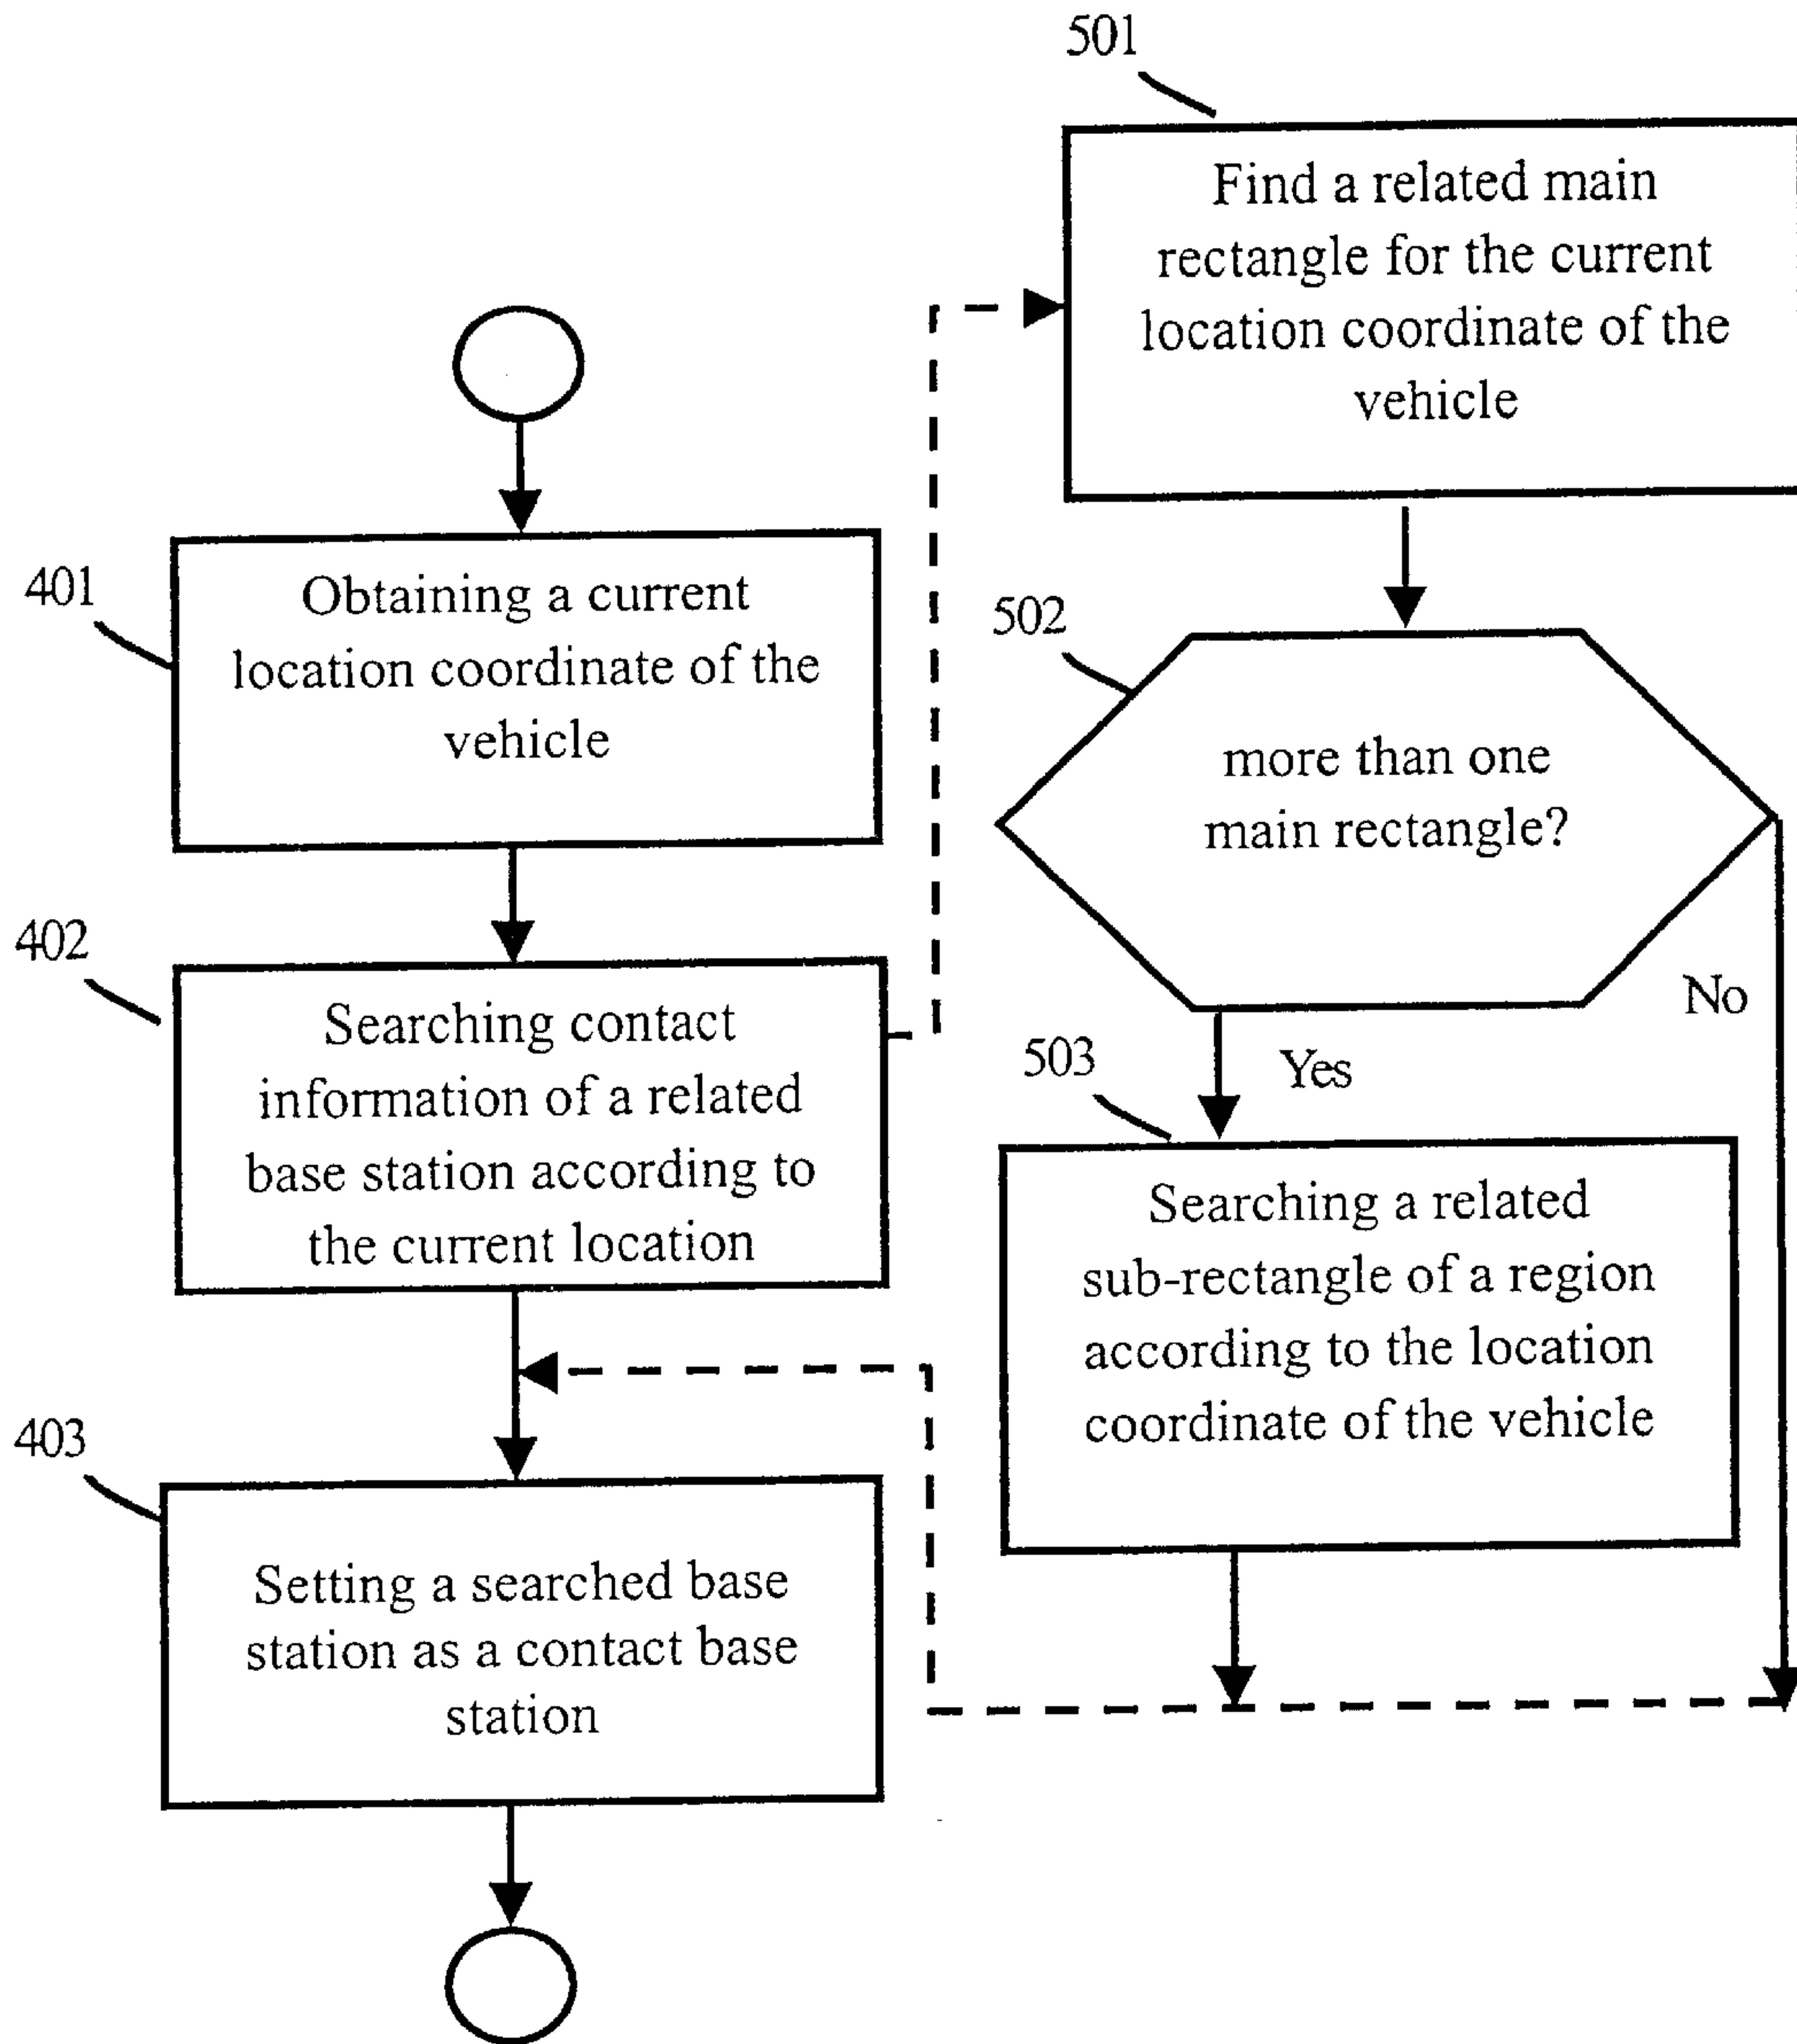 401
Obtaining a current
location coordinate of the
vehicle
402
Searching contact
information of a related
base station according to
the current location
403
Setting a searched base
station as a contact base
station
501
Find a related main
rectangle for the current
location coordinate of the
vehicle
502
more than one
main rectangle?
No
Yes
503
Searching a related
sub-rectangle of a region
according to the location
coordinate of the vehicle